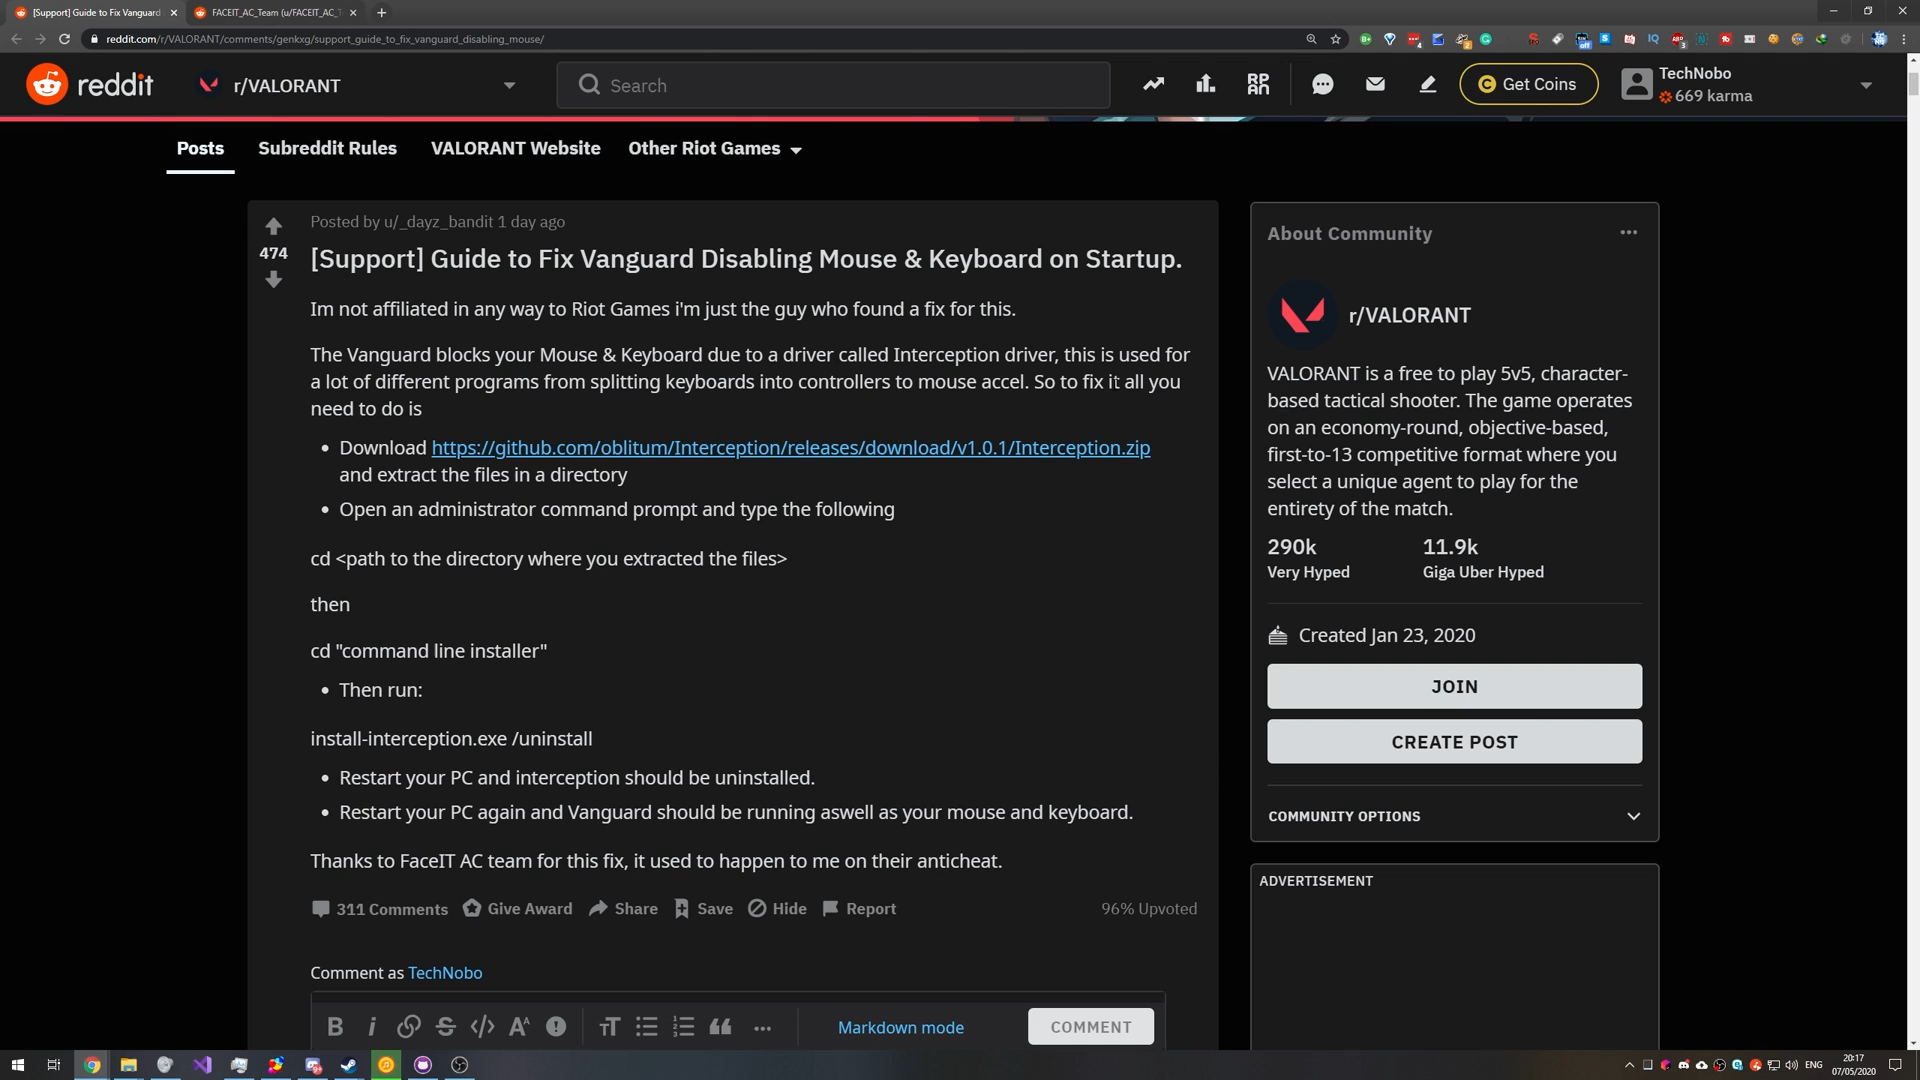 [Support] Guide to Fix Vanguard
FACEIT_AC_Team (u/FACEIT_AC_T
reddit.com/r/VALORANT/comments/genkxg/support_guide_to_fix_vanguard_disabling_mouse/
reddit
r/VALORANT
Search
Get Coins
TechNobo
669 karma
Posts
Subreddit Rules
VALORANT Website
Other Riot Games
Posted by u/_dayz_bandit 1 day ago
474
[Support] Guide to Fix Vanguard Disabling Mouse & Keyboard on Startup.
Im not affiliated in any way to Riot Games i'm just the guy who found a fix for this.
The Vanguard blocks your Mouse & Keyboard due to a driver called Interception driver, this is used for
a lot of different programs from splitting keyboards into controllers to mouse accel. So to fix it all you
need to do is
• Download https://github.com/oblitum/Interception/releases/download/v1.0.1/Interception.zip
and extract the files in a directory
• Open an administrator command prompt and type the following
cd <path to the directory where you extracted the files>
then
cd "command line installer"
• Then run:
install-interception.exe /uninstall
• Restart your PC and interception should be uninstalled.
• Restart your PC again and Vanguard should be running aswell as your mouse and keyboard.
Thanks to FaceIT AC team for this fix, it used to happen to me on their anticheat.
311 Comments
Give Award
Share
Save
Hide
Report
96% Upvoted
Comment as TechNobo
Markdown mode
COMMENT
About Community
r/VALORANT
VALORANT is a free to play 5v5, character-
based tactical shooter. The game operates
on an economy-round, objective-based,
first-to-13 competitive format where you
select a unique agent to play for the
entirety of the match.
290k
Very Hyped
11.9k
Giga Uber Hyped
Created Jan 23, 2020
JOIN
CREATE POST
COMMUNITY OPTIONS
ADVERTISEMENT
ENG
20:17
07/05/2020